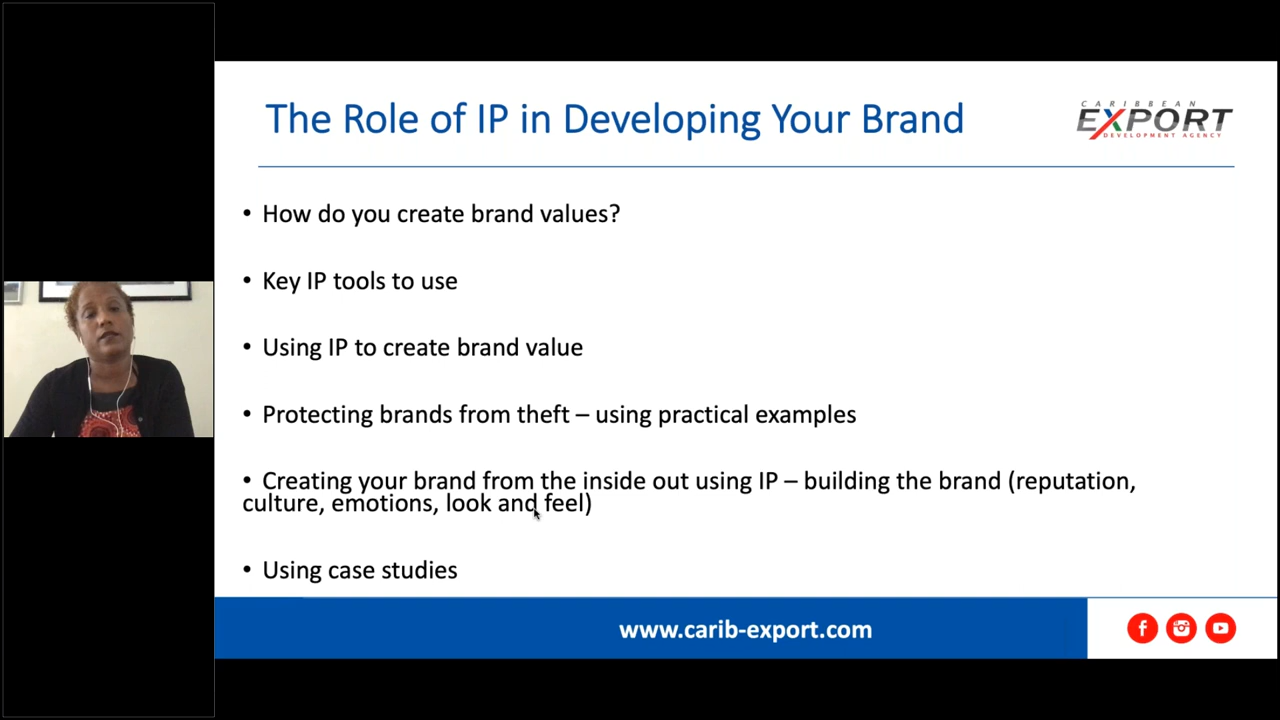 The Role of IP in Developing Your Brand
CARIBBEAN
EXPORT
DEVELOPMENT AGENCY
• How do you create brand values?
• Key IP tools to use
• Using IP to create brand value
• Protecting brands from theft – using practical examples
• Creating your brand from the inside out using IP – building the brand (reputation,
culture, emotions, look and feel)
• Using case studies
www.carib-export.com